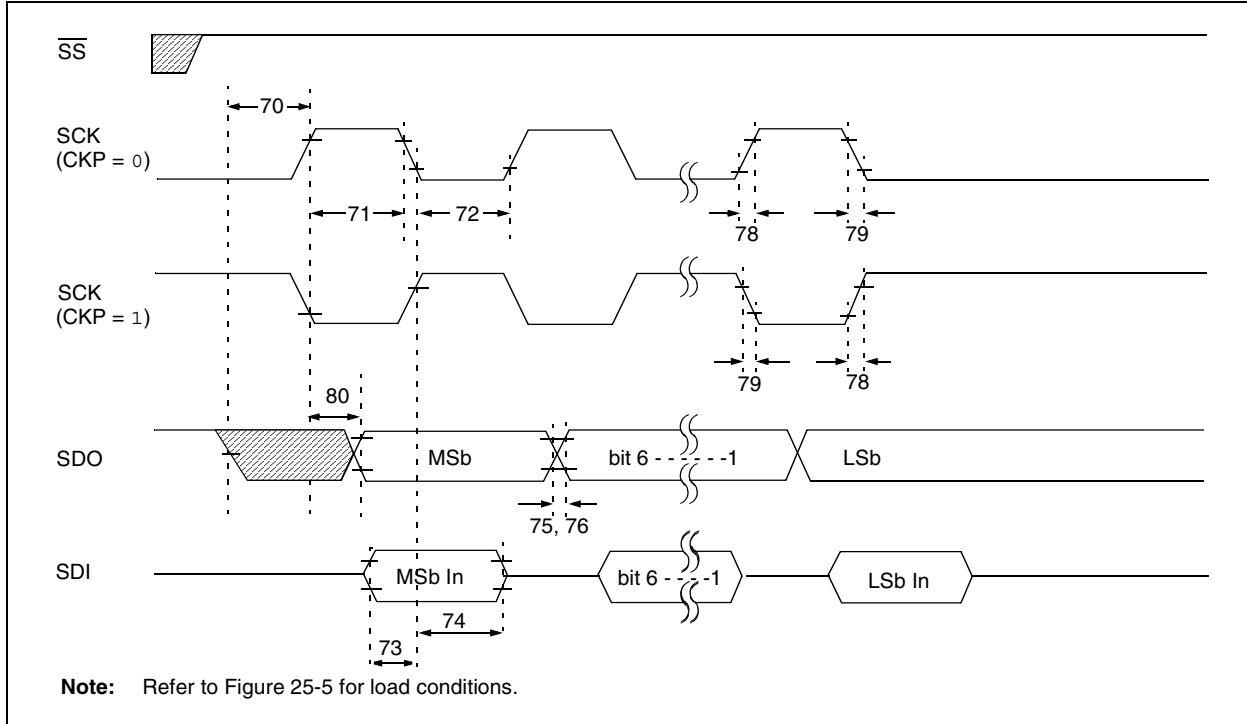 SS
70
SCK
(CKP = 0)
71
72
78
79
SCK
(CKP = 1)
79
78
80
SDO
MSb
bit 6 - - - - - -1
LSb
75, 76
SDI
MSb In
bit 6 - - - - -1
LSb In
74
73
Note: Refer to Figure 25-5 for load conditions.